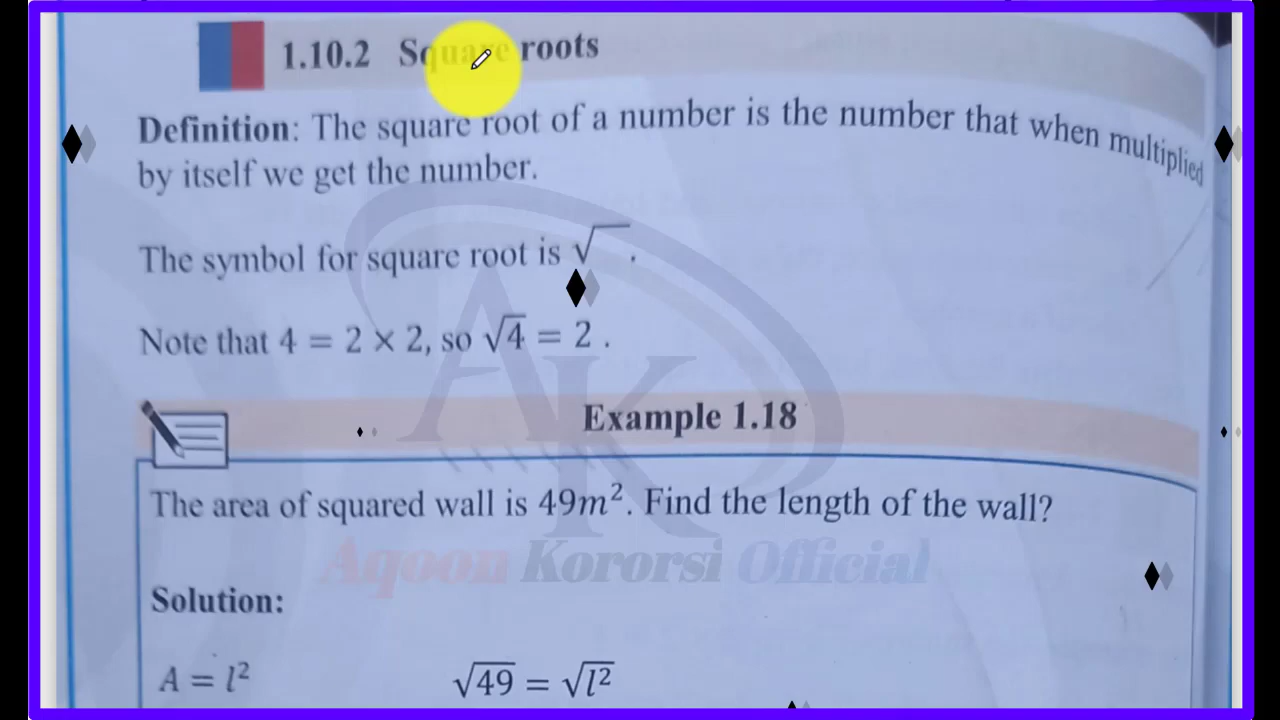 1.10.2 Square roots
Definition: The square root of a number is the number that when multiplied
by itself we get the number.
The symbol for square root is √ .
Note that 4 = 2 × 2, so √4 = 2 .
Example 1.18
The area of squared wall is 49m². Find the length of the wall?
Aqoon Kororsi Official
Solution:
A = l² √49 = √l²
AK